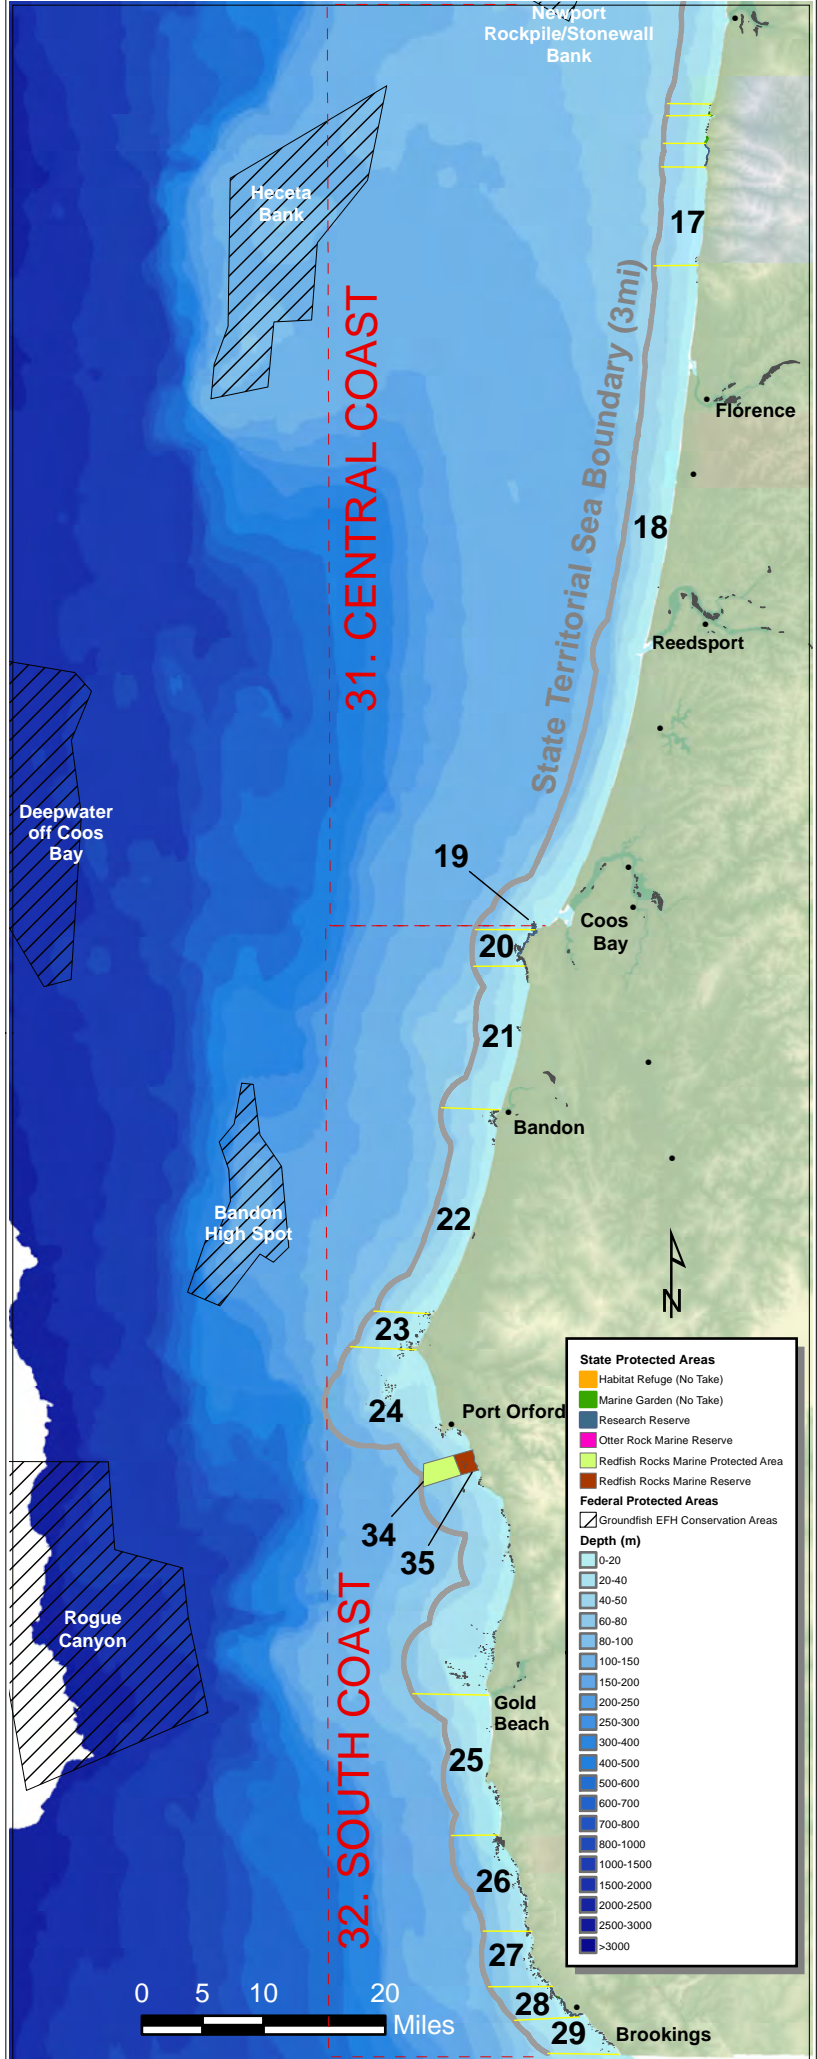 Newport
Rockpile/Stonewall
Bank
Heceta
Bank
17
31. CENTRAL COAST
State Territorial Sea Boundary (3mi)
Florence
18
Reedsport
Deepwater
off Coos
Bay
19
Coos
Bay
20
21
Bandon
Bandon
High Spot
22
N
23
24
Port Orford
34
35
Rogue
Canyon
32. SOUTH COAST
Gold
Beach
25
26
27
28
29
Brookings
State Protected Areas
Habitat Refuge (No Take)
Marine Garden (No Take)
Research Reserve
Otter Rock Marine Reserve
Redfish Rocks Marine Protected Area
Redfish Rocks Marine Reserve
Federal Protected Areas
Groundfish EFH Conservation Areas
Depth (m)
0-20
20-40
40-50
60-80
80-100
100-150
150-200
200-250
250-300
300-400
400-500
500-600
600-700
700-800
800-1000
1000-1500
1500-2000
2000-2500
2500-3000
>3000
0 5 10 20
Miles